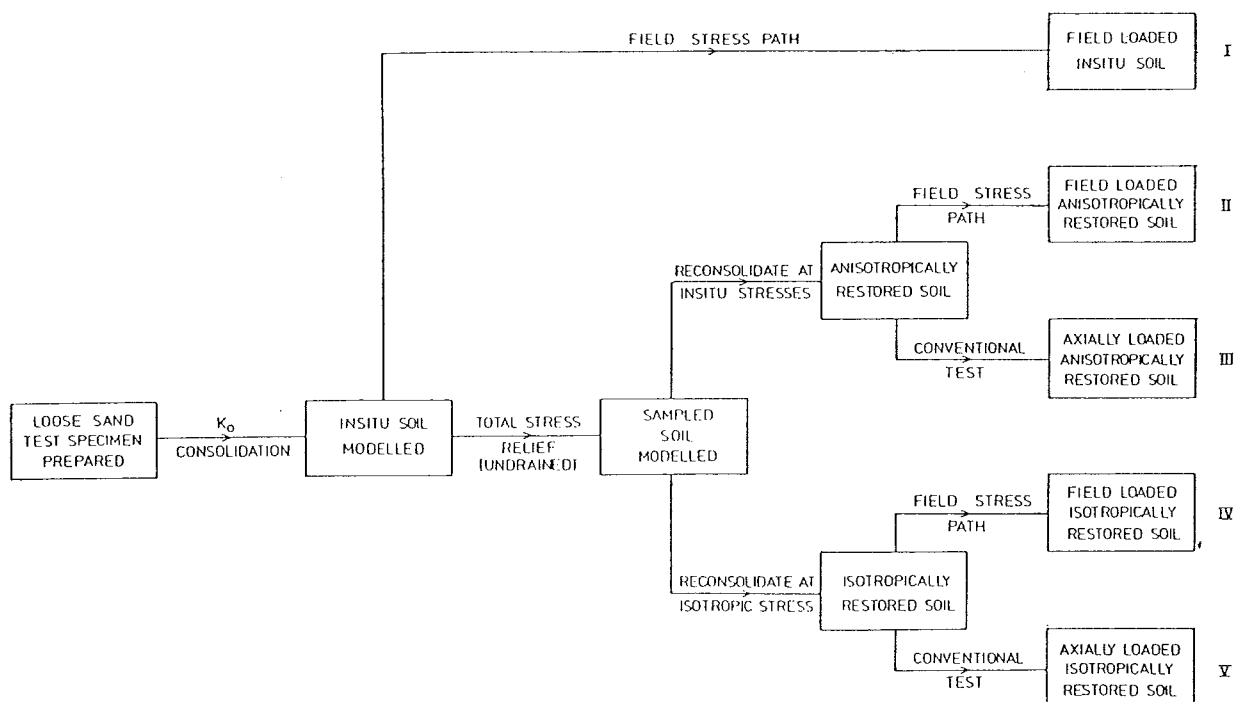 FIELD STRESS PATH
FIELD LOADED
INSITU SOIL
I
FIELD STRESS
PATH
FIELD LOADED
ANISOTROPICALLY
RESTORED SOIL
II
RECONSOLIDATE AT
INSITU STRESSES
ANISOTROPICALLY
RESTORED SOIL
CONVENTIONAL
TEST
AXIALLY LOADED
ANISOTROPICALLY
RESTORED SOIL
III
LOOSE SAND
TEST SPECIMEN
PREPARED
K₀
CONSOLIDATION
INSITU SOIL
MODELLED
TOTAL STRESS
RELIEF
(UNDRAINED)
SAMPLED
SOIL
MODELLED
FIELD STRESS
PATH
FIELD LOADED
ISOTROPICALLY
RESTORED SOIL
IV
RECONSOLIDATE AT
ISOTROPIC STRESS
ISOTROPICALLY
RESTORED SOIL
CONVENTIONAL
TEST
AXIALLY LOADED
ISOTROPICALLY
RESTORED SOIL
V